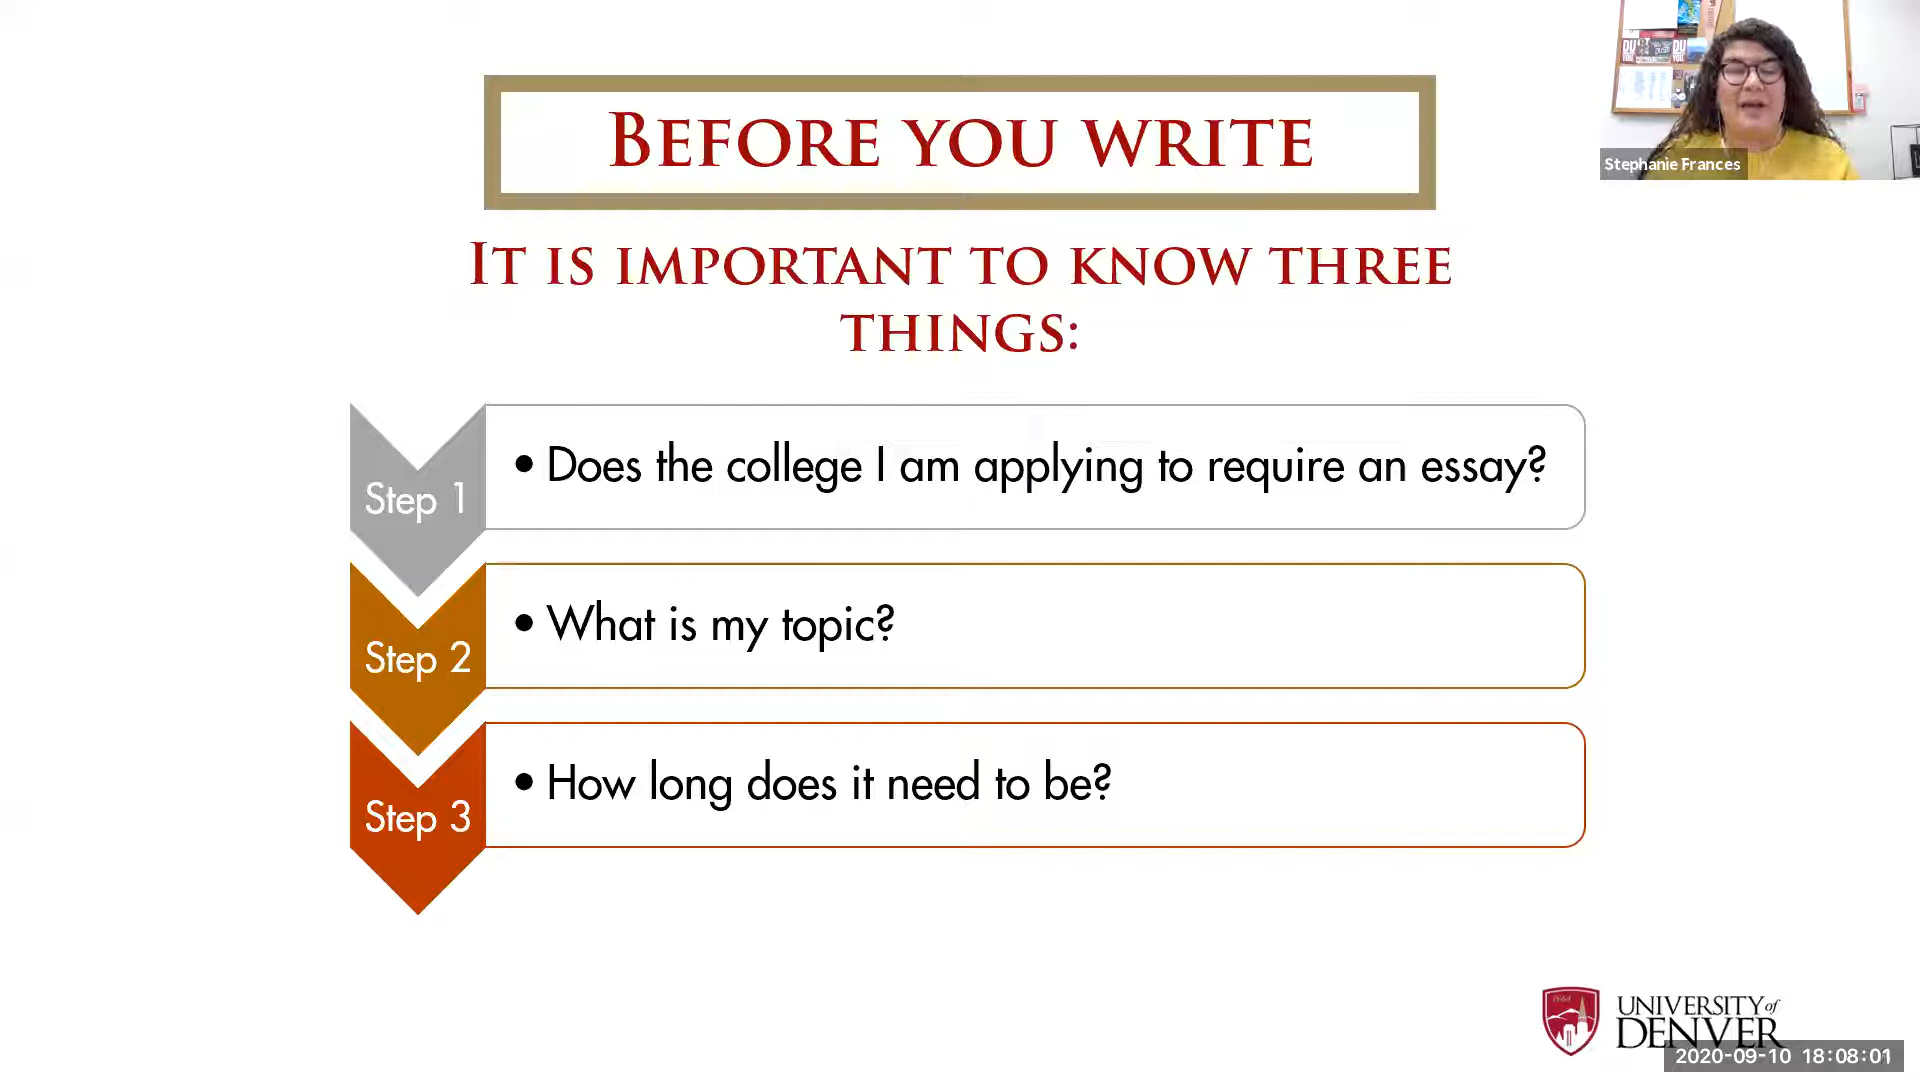 BEFORE YOU WRITE
IT IS IMPORTANT TO KNOW THREE
THINGS:
Step 1
• Does the college I am applying to require an essay?
Step 2
• What is my topic?
Step 3
• How long does it need to be?
Stephanie Frances
1864
UNIVERSITY of
DENVER
2020-09-10 18:08:01